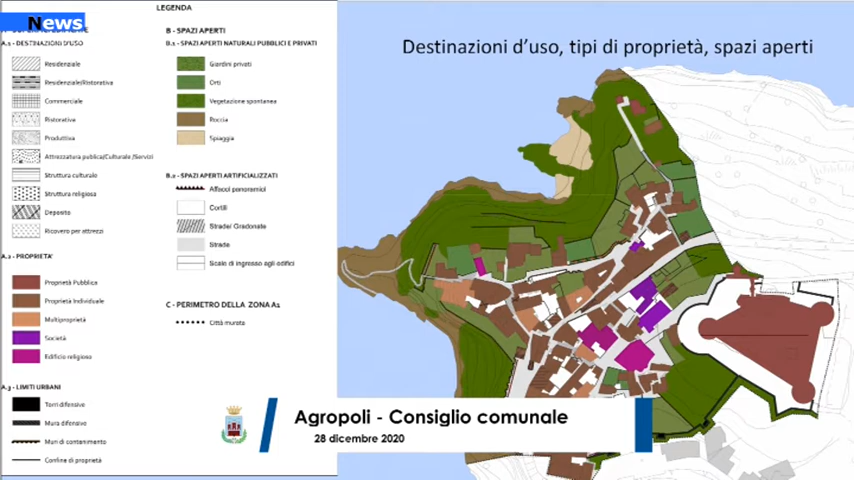 LEGENDA
News
A.1 - DESTINAZIONI D'USO
Residenziale
Residenziale/Ristorativa
Commerciale
Ristorativa
Produttiva
Attrezzatura publica/Culturale /Servizi
Struttura culturale
Struttura religiosa
Deposito
Ricovero per attrezzi
A.2 - PROPRIETA'
Proprietà Pubblica
Proprietà Individuale
Multiproprietà
Società
Edificio religioso
A.3 - LIMITI URBANI
Torri difensive
Mura difensive
Muri di contenimento
Confine di proprietà
B - SPAZI APERTI
B.1 - SPAZI APERTI NATURALI PUBBLICI E PRIVATI
Giardini privati
Orti
Vegetazione spontanea
Roccia
Spiaggia
B.2 - SPAZI APERTI ARTIFICIALIZZATI
Affacci panoramici
Cortili
Strade/ Gradonate
Strade
Scale di ingresso agli edifici
C - PERIMETRO DELLA ZONA A1
Città murata
Destinazioni d'uso, tipi di proprietà, spazi aperti
Agropoli - Consiglio comunale
28 dicembre 2020